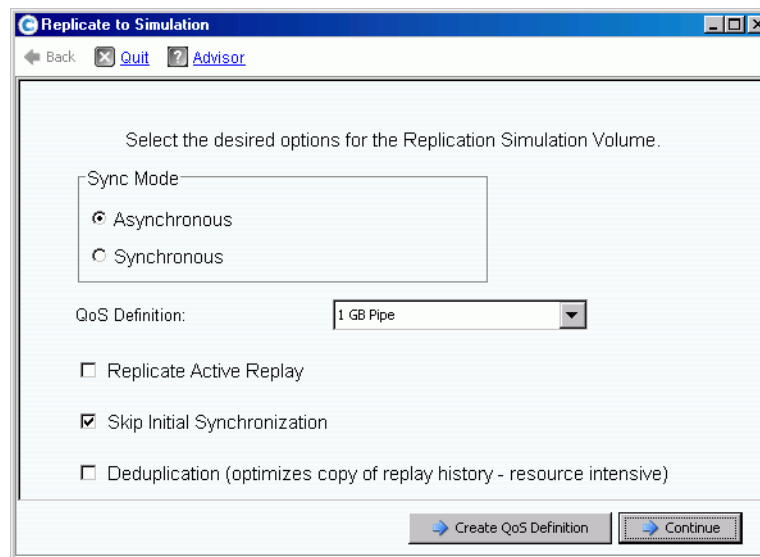 Replicate to Simulation
Back Quit ? Advisor
Select the desired options for the Replication Simulation Volume.
Sync Mode
Asynchronous
Synchronous
QoS Definition: 1 GB Pipe
Replicate Active Replay
Skip Initial Synchronization
Deduplication (optimizes copy of replay history - resource intensive)
Create QoS Definition Continue